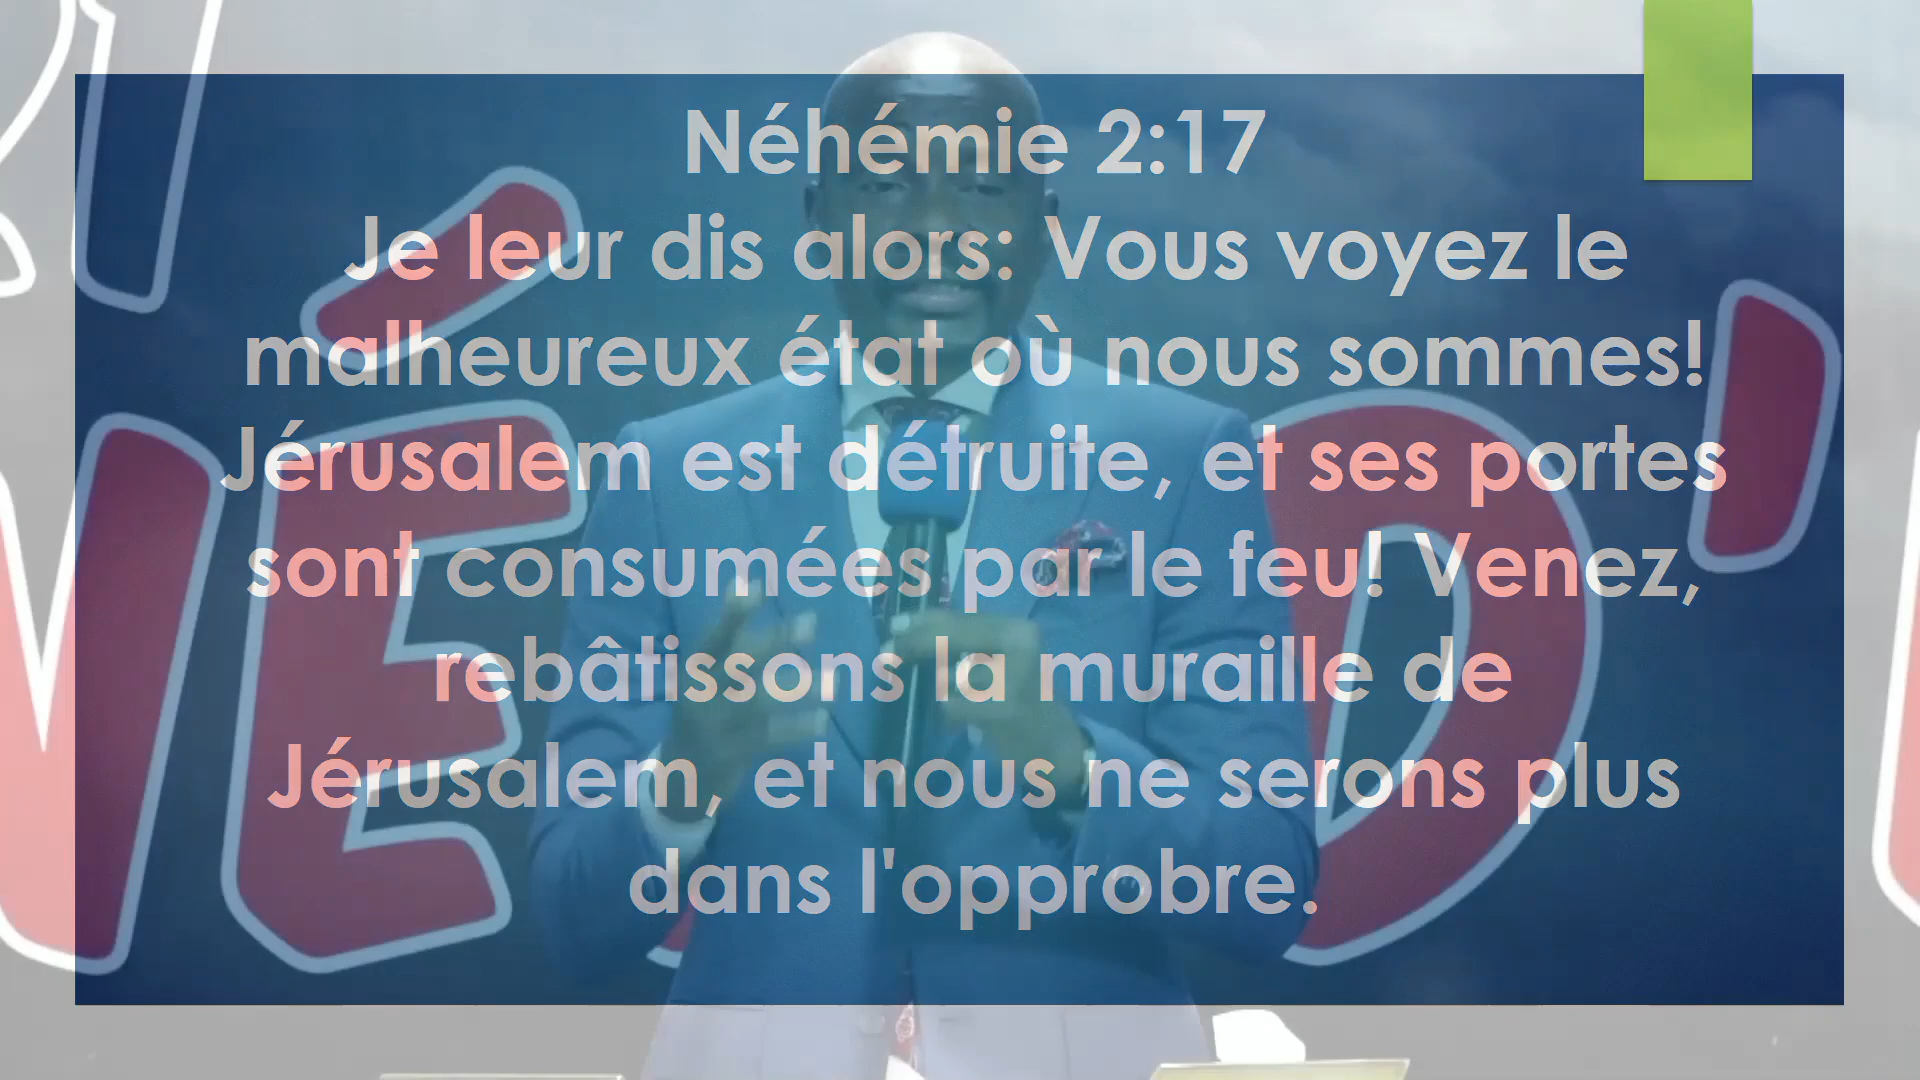 Néhémie 2:17
Je leur dis alors: Vous voyez le
malheureux état où nous sommes!
Jérusalem est détruite, et ses portes
sont consumées par le feu! Venez,
rebâtissons la muraille de
Jérusalem, et nous ne serons plus
dans l'opprobre.
NÉ D'